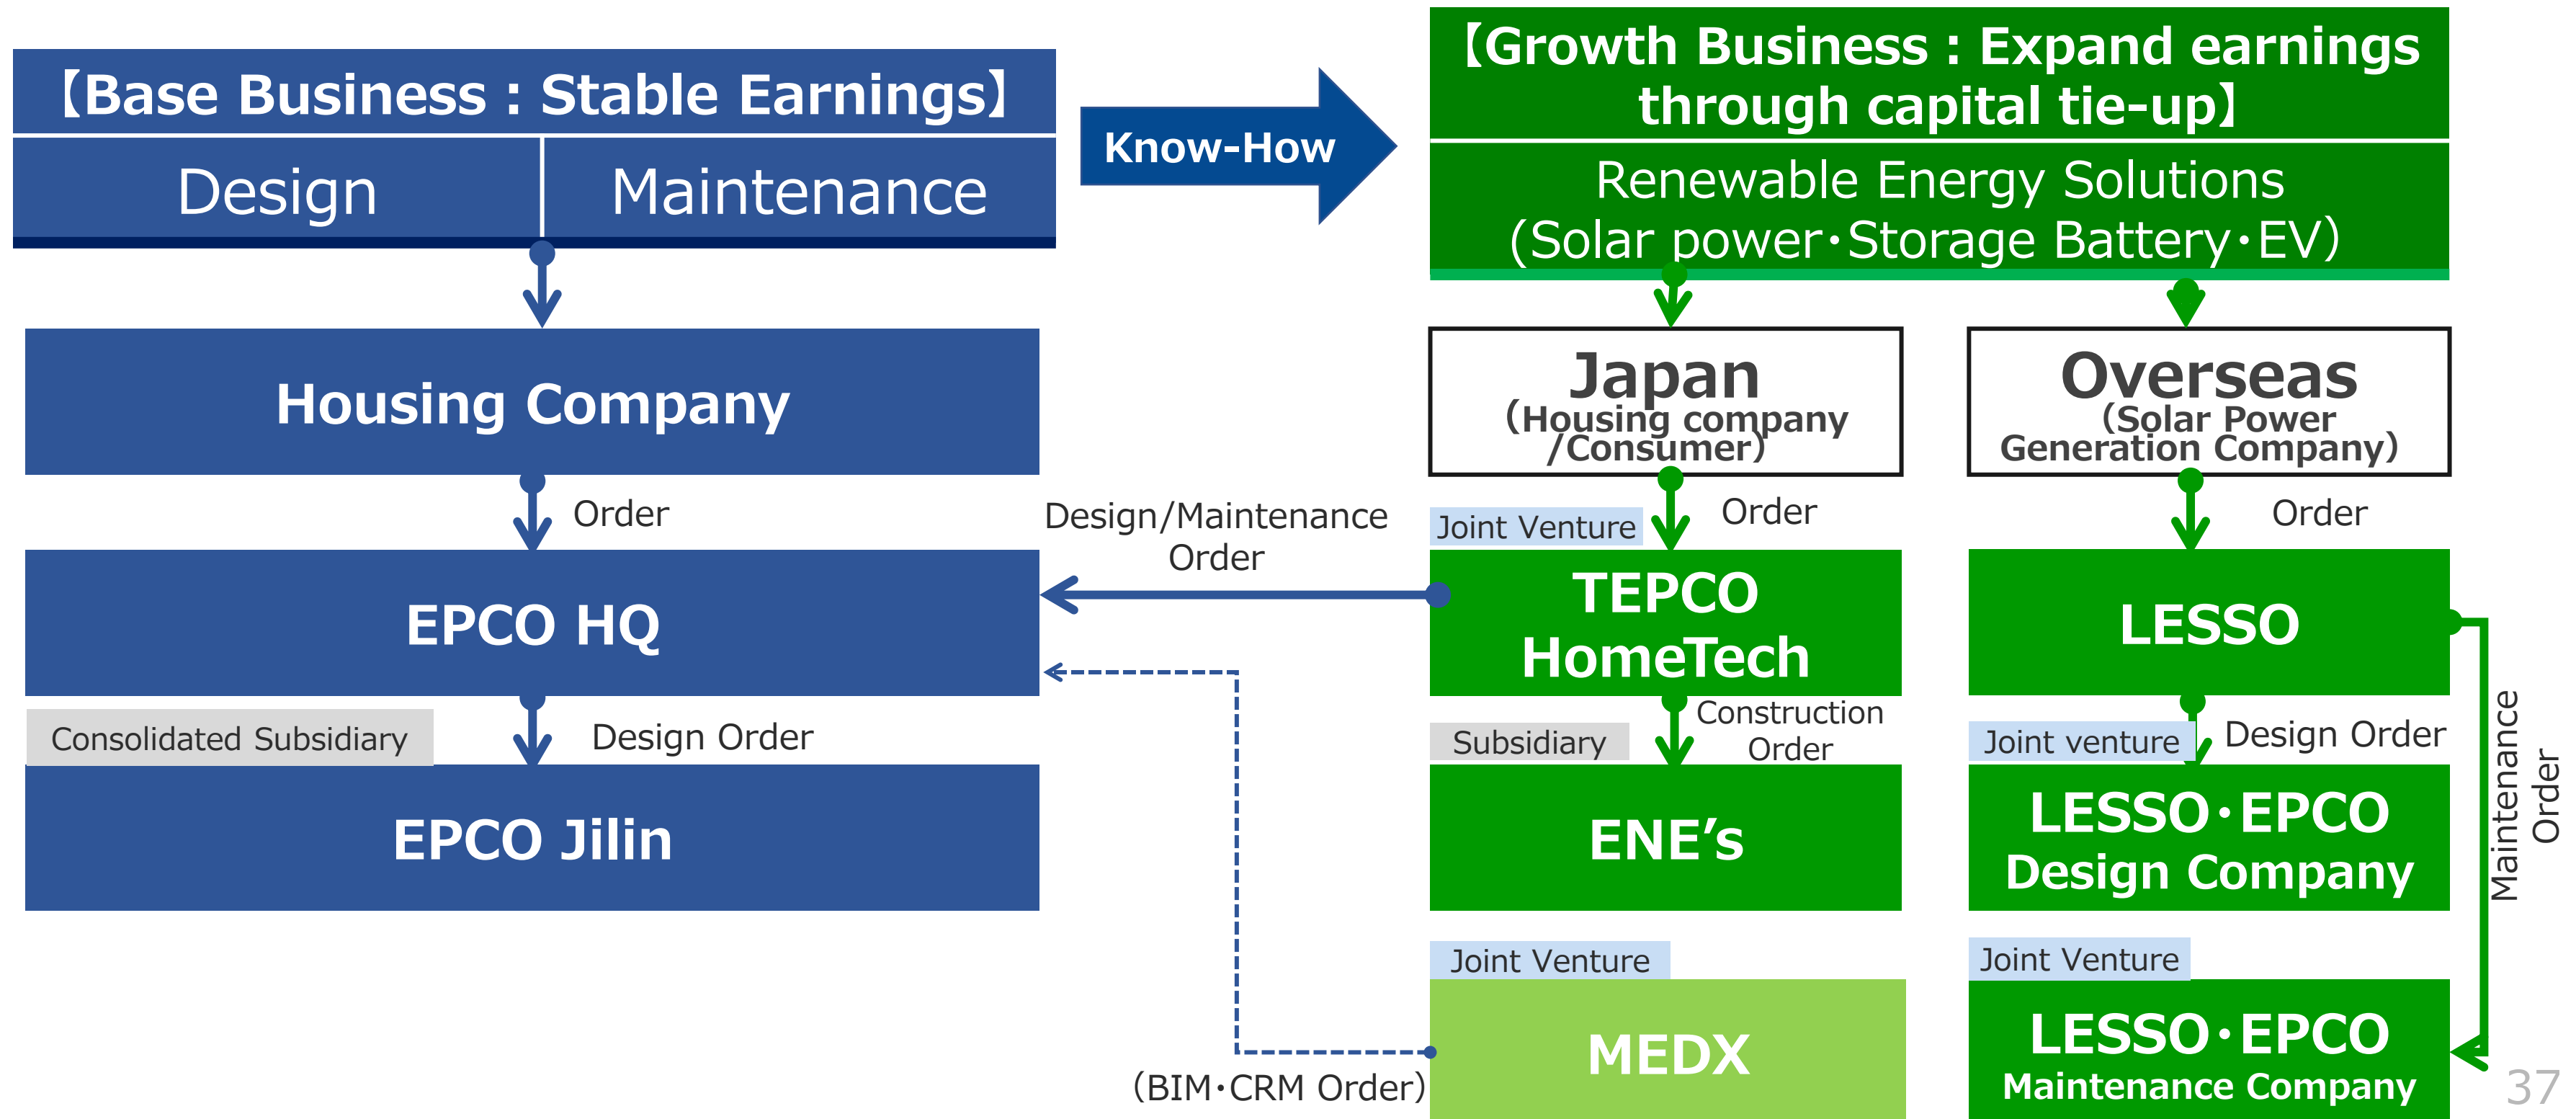 【Base Business：Stable Earnings】
Design
Maintenance
Know-How
【Growth Business：Expand earnings
through capital tie-up】
Renewable Energy Solutions
(Solar power・Storage Battery・EV）
Housing Company
Order
EPCO HQ
Consolidated Subsidiary
Design Order
EPCO Jilin
Design/Maintenance
Order
Japan
（Housing company
/Consumer）
Order
Joint Venture
TEPCO
HomeTech
Construction
Order
Subsidiary
ENE’s
Joint Venture
MEDX
（BIM・CRM Order）
Overseas
（Solar Power
Generation Company）
Order
LESSO
Joint venture
Design Order
LESSO・EPCO
Design Company
Maintenance
Order
Joint Venture
LESSO・EPCO
Maintenance Company
37